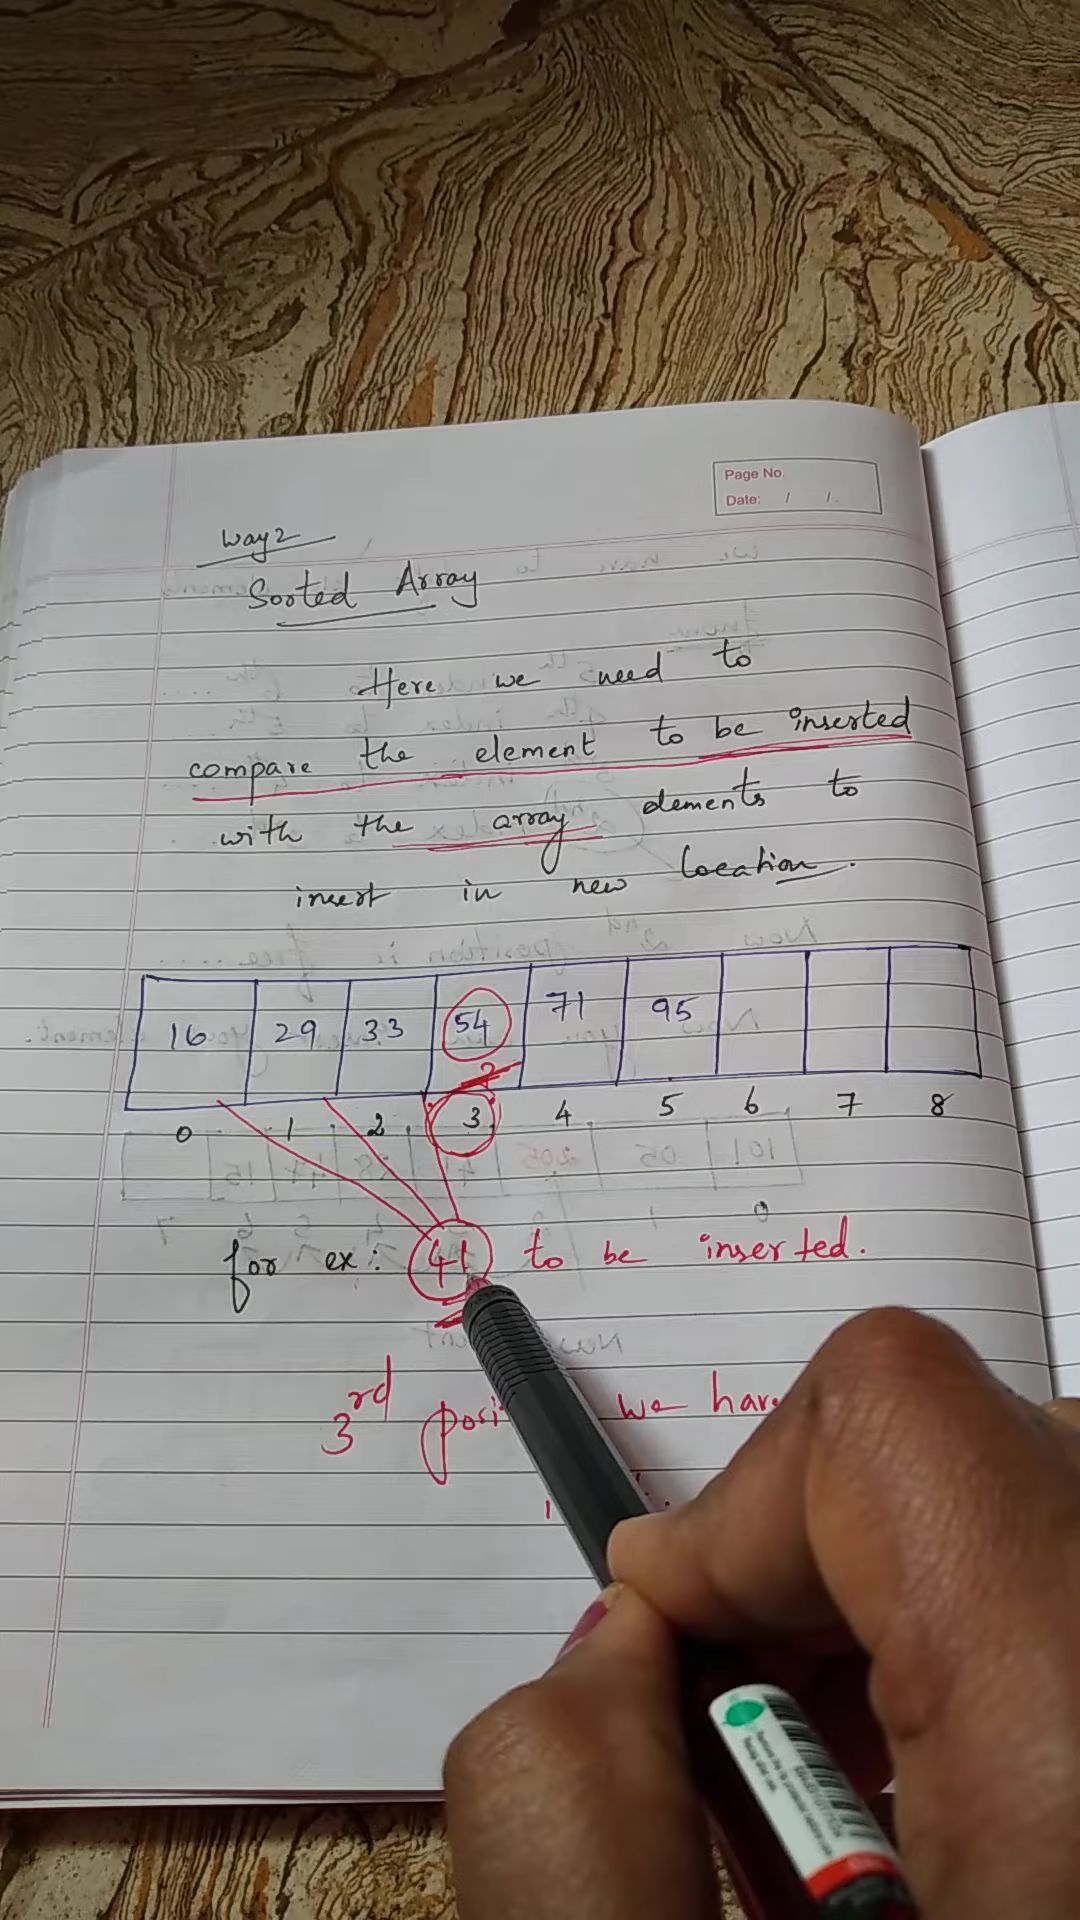 Page No.
Date: / /.
Way 2
Sorted Array
Here we need to
compare the element to be inserted
with the array elements to
insert in new location.
16 29 33 54 71 95
0 1 2 3 4 5 6 7 8
for ex: 41 to be inserted.
3rd we